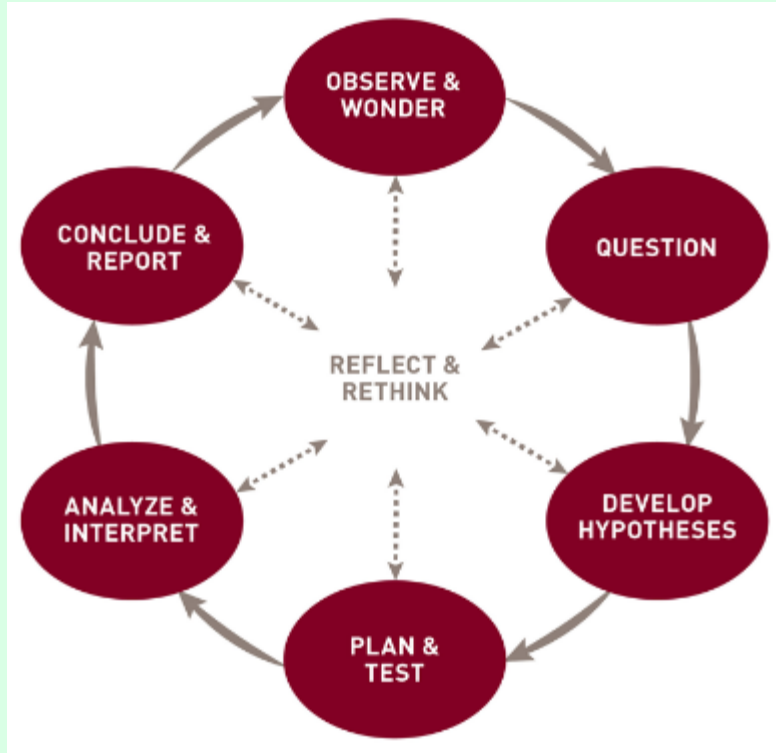 OBSERVE &
WONDER
QUESTION
DEVELOP
HYPOTHESES
PLAN &
TEST
ANALYZE &
INTERPRET
CONCLUDE &
REPORT
REFLECT &
RETHINK